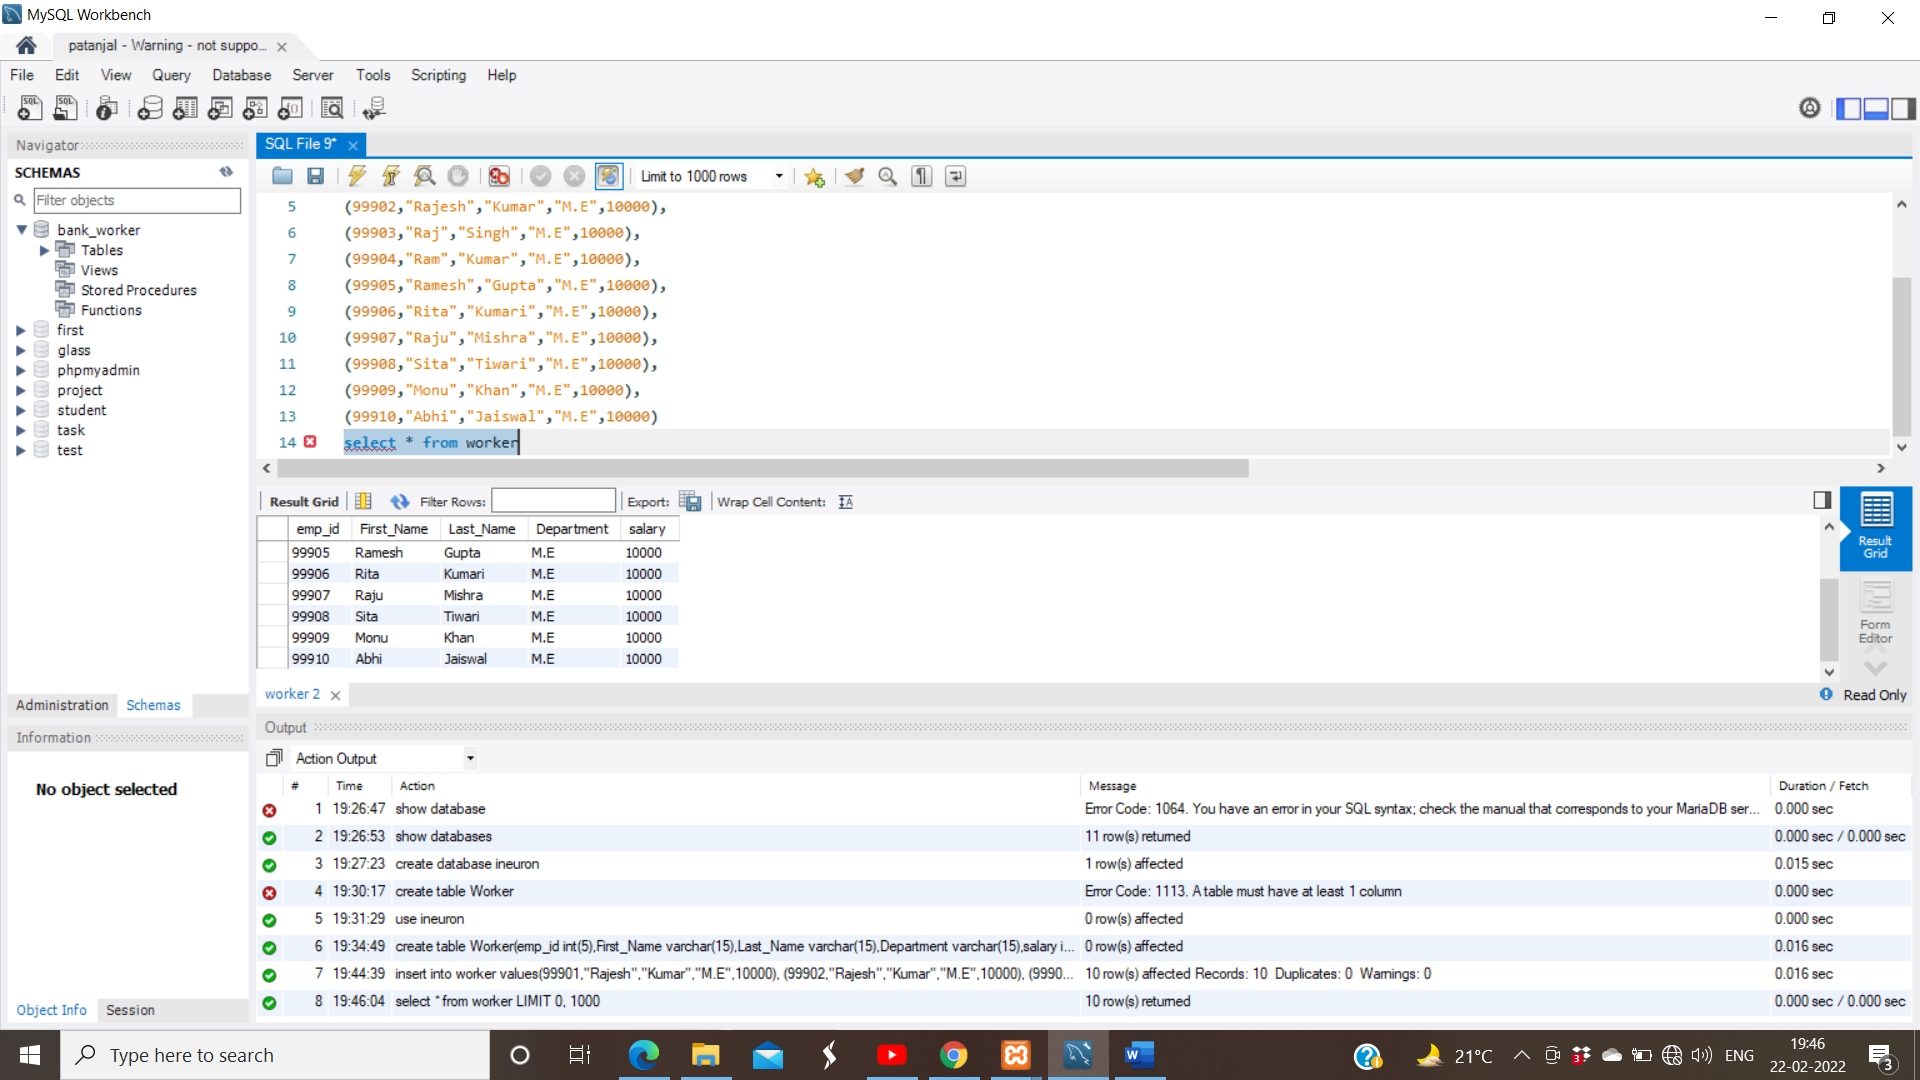 MySQL Workbench
patanjal - Warning - not suppo...
File Edit View Query Database Server Tools Scripting Help
Navigator
SCHEMAS
Filter objects
bank_worker
Tables
Views
Stored Procedures
Functions
first
glass
phpmyadmin
project
student
task
test
Administration Schemas
Information
No object selected
Object Info Session
SQL File 9*
Limit to 1000 rows
5 (99902,"Rajesh","Kumar","M.E",10000),
6 (99903,"Raj","Singh","M.E",10000),
7 (99904,"Ram","Kumar","M.E",10000),
8 (99905,"Ramesh","Gupta","M.E",10000),
9 (99906,"Rita","Kumari","M.E",10000),
10 (99907,"Raju","Mishra","M.E",10000),
11 (99908,"Sita","Tiwari","M.E",10000),
12 (99909,"Monu","Khan","M.E",10000),
13 (99910,"Abhi","Jaiswal","M.E",10000)
14 select * from worker
Result Grid Filter Rows: Export: Wrap Cell Content:
emp_id First_Name Last_Name Department salary
99905 Ramesh Gupta M.E 10000
99906 Rita Kumari M.E 10000
99907 Raju Mishra M.E 10000
99908 Sita Tiwari M.E 10000
99909 Monu Khan M.E 10000
99910 Abhi Jaiswal M.E 10000
Result
Grid
Form
Editor
worker 2
Read Only
Output
Action Output
# Time Action Message Duration / Fetch
1 19:26:47 show database Error Code: 1064. You have an error in your SQL syntax; check the manual that corresponds to your MariaDB ser... 0.000 sec
2 19:26:53 show databases 11 row(s) returned 0.000 sec / 0.000 sec
3 19:27:23 create database ineuron 1 row(s) affected 0.015 sec
4 19:30:17 create table Worker Error Code: 1113. A table must have at least 1 column 0.000 sec
5 19:31:29 use ineuron 0 row(s) affected 0.000 sec
6 19:34:49 create table Worker(emp_id int(5),First_Name varchar(15),Last_Name varchar(15),Department varchar(15),salary i... 0 row(s) affected 0.016 sec
7 19:44:39 insert into worker values(99901,"Rajesh","Kumar","M.E",10000), (99902,"Rajesh","Kumar","M.E",10000), (9990... 10 row(s) affected Records: 10 Duplicates: 0 Warnings: 0 0.016 sec
8 19:46:04 select * from worker LIMIT 0, 1000 10 row(s) returned 0.000 sec / 0.000 sec
Type here to search
21°C
ENG
19:46
22-02-2022
3